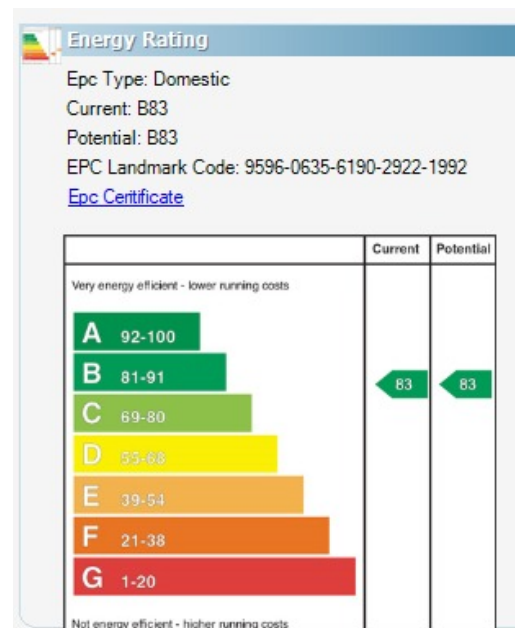 Energy Rating
Epc Type: Domestic
Current: B83
Potential: B83
EPC Landmark Code: 9596-0635-6190-2922-1992
Epc Ceritificate
Current Potential
Very energy efficient - lower running costs
A 92-100
B 81-91 83 83
C 69-80
D 55-68
E 39-54
F 21-38
G 1-20
Not energy efficient - higher running costs